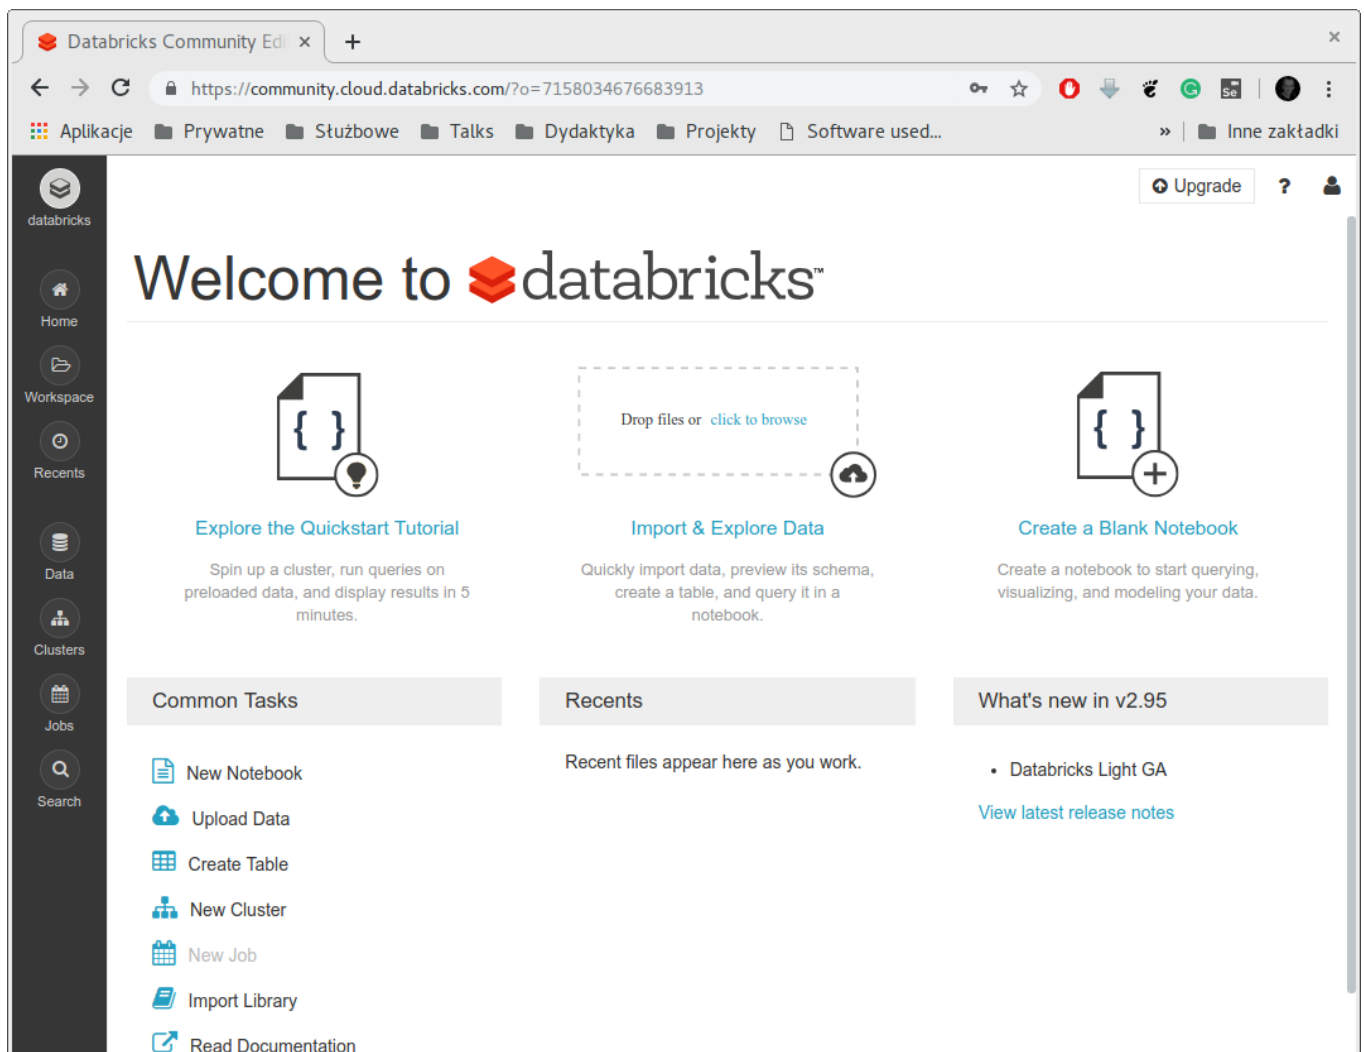 Databricks Community Edi
https://community.cloud.databricks.com/?o=7158034676683913
Se
Aplikacje Prywatne Służbowe Talks Dydaktyka Projekty Software used... » Inne zakładki
databricks
Home
Workspace
Recents
Data
Clusters
Jobs
Search
Upgrade ?
Welcome to databricks™
{ }
Explore the Quickstart Tutorial
Spin up a cluster, run queries on
preloaded data, and display results in 5
minutes.
Drop files or click to browse
Import & Explore Data
Quickly import data, preview its schema,
create a table, and query it in a
notebook.
{ }
Create a Blank Notebook
Create a notebook to start querying,
visualizing, and modeling your data.
Common Tasks
New Notebook
Upload Data
Create Table
New Cluster
New Job
Import Library
Read Documentation
Recents
Recent files appear here as you work.
What's new in v2.95
• Databricks Light GA
View latest release notes